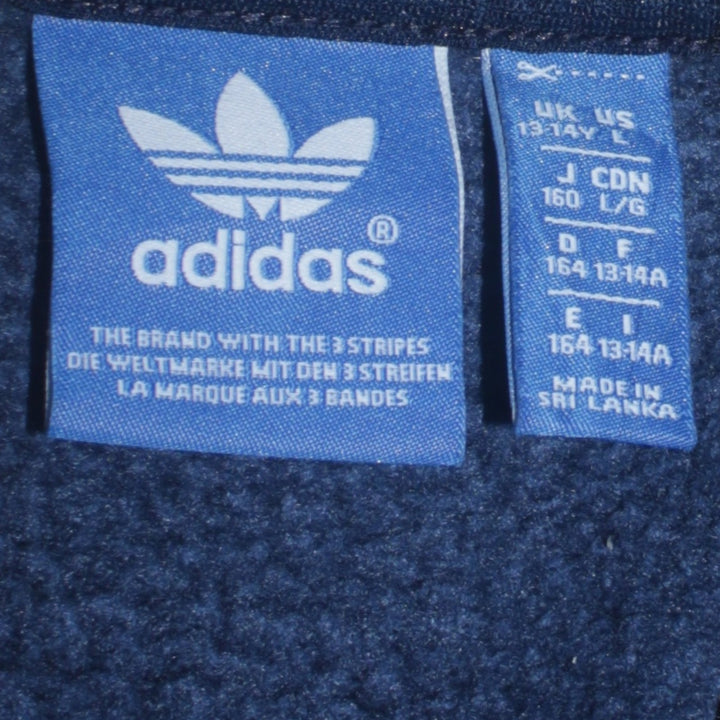 adidas®
THE BRAND WITH THE 3 STRIPES
DIE WELTMARKE MIT DEN 3 STREIFEN
LA MARQUE AUX 3 BANDES
UK US
13-14Y L
J CDN
160 L/G
D F
164 13-14A
E I
164 13-14A
MADE IN
SRI LANKA